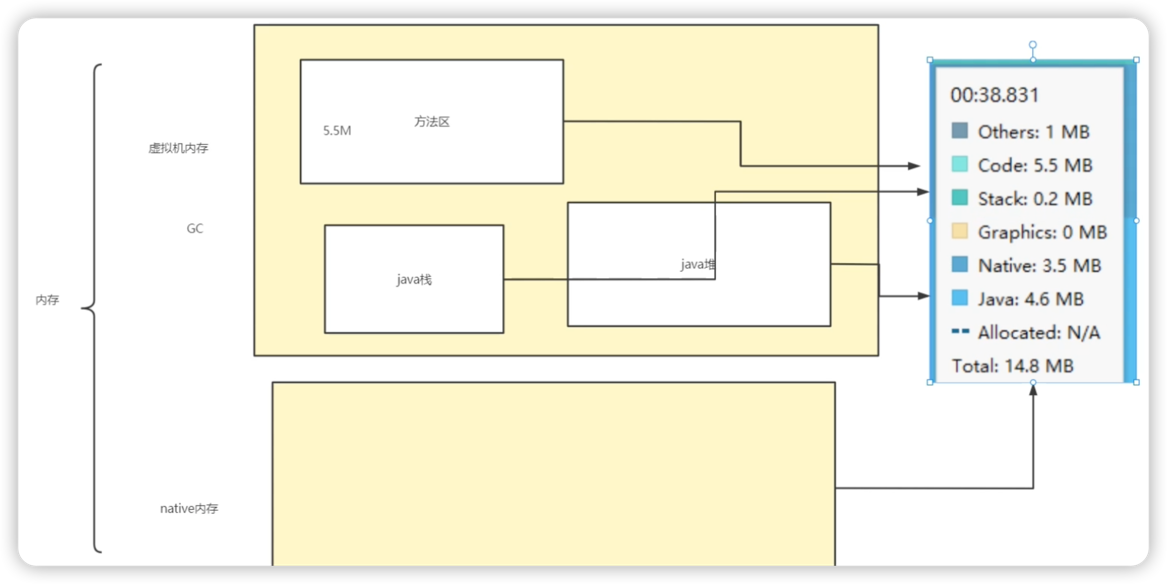 内存
虚拟机内存
GC
native内存
5.5M
方法区
java栈
java堆
00:38.831
Others: 1 MB
Code: 5.5 MB
Stack: 0.2 MB
Graphics: 0 MB
Native: 3.5 MB
Java: 4.6 MB
Allocated: N/A
Total: 14.8 MB